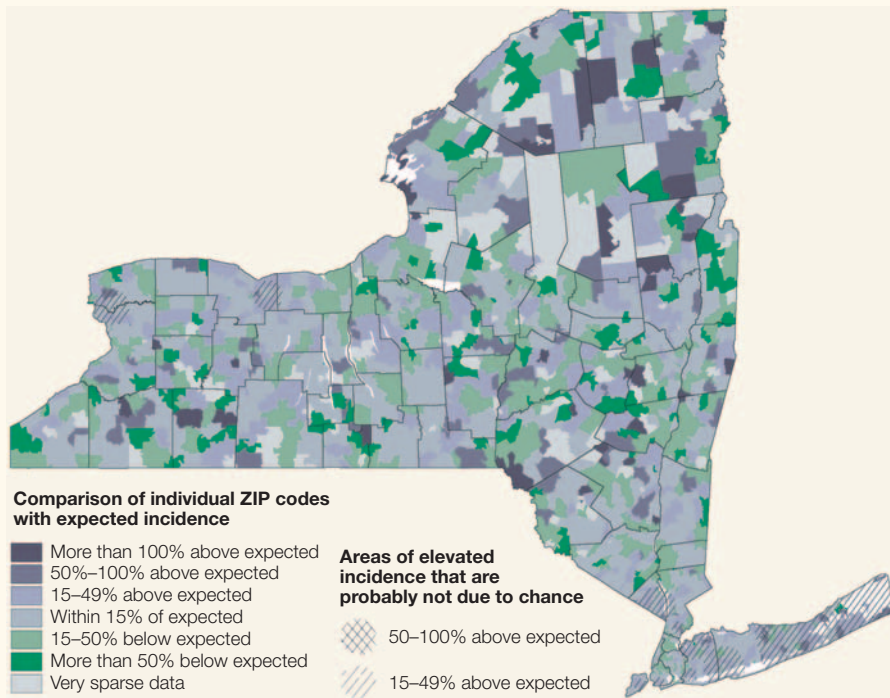 Comparison of individual ZIP codes
with expected incidence
More than 100% above expected
50%–100% above expected
15–49% above expected
Within 15% of expected
15–50% below expected
More than 50% below expected
Very sparse data
Areas of elevated
incidence that are
probably not due to chance
50–100% above expected
15–49% above expected